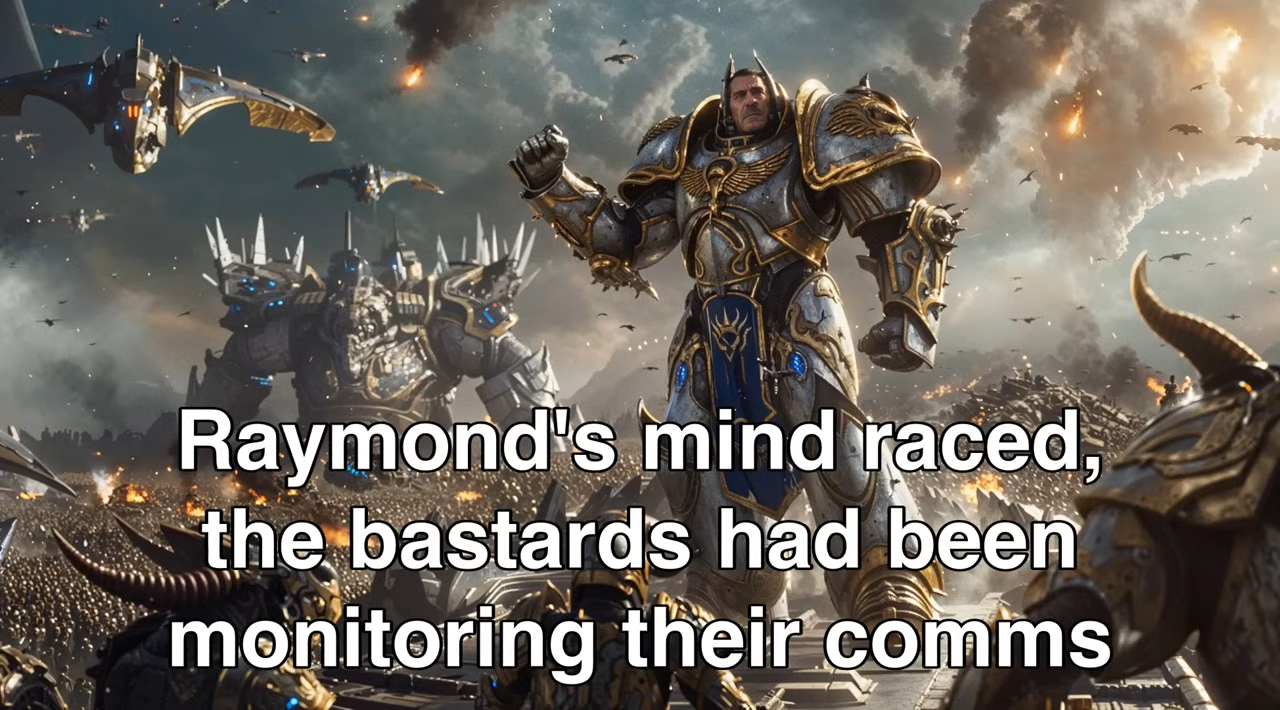 Raymond's mind raced,
the bastards had been
monitoring their comms